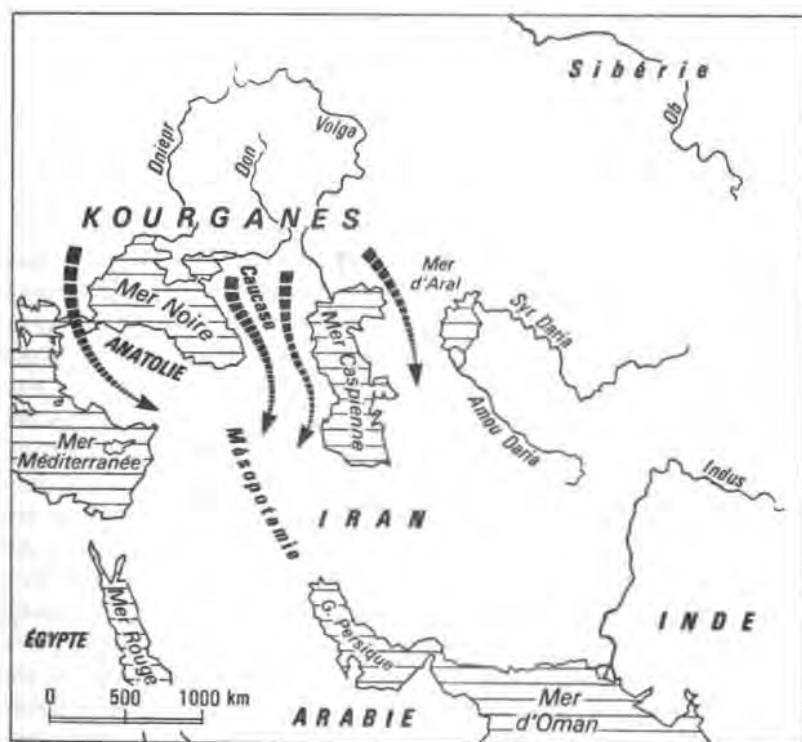 Sibérie
Ob
Volga
Dniepr
Don
KOURGANES
Mer
d'Aral
Mer Noire
Caucase
Mer Caspienne
Syr Daria
ANATOLIE
Amou Daria
Mer
Méditerranée
Mésopotamie
Indus
IRAN
G. Persique
INDE
Mer Rouge
ÉGYPTE
0 500 1000 km
ARABIE
Mer
d'Oman